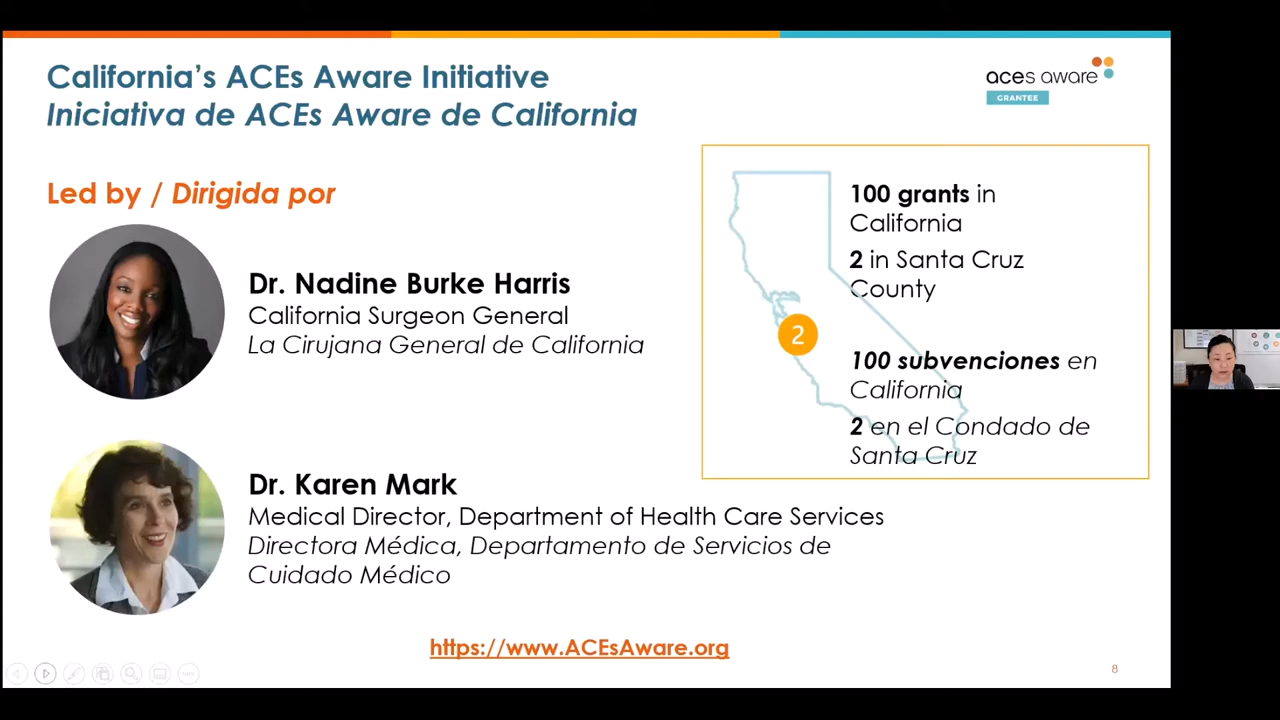 California's ACEs Aware Initiative
Iniciativa de ACEs Aware de California
aces aware
GRANTEE
Led by / Dirigida por
Dr. Nadine Burke Harris
California Surgeon General
La Cirujana General de California
100 grants in
California
2 in Santa Cruz
County
2
100 subvenciones en
California
2 en el Condado de
Santa Cruz
Dr. Karen Mark
Medical Director, Department of Health Care Services
Directora Médica, Departamento de Servicios de
Cuidado Médico
https://www.ACEsAware.org
8